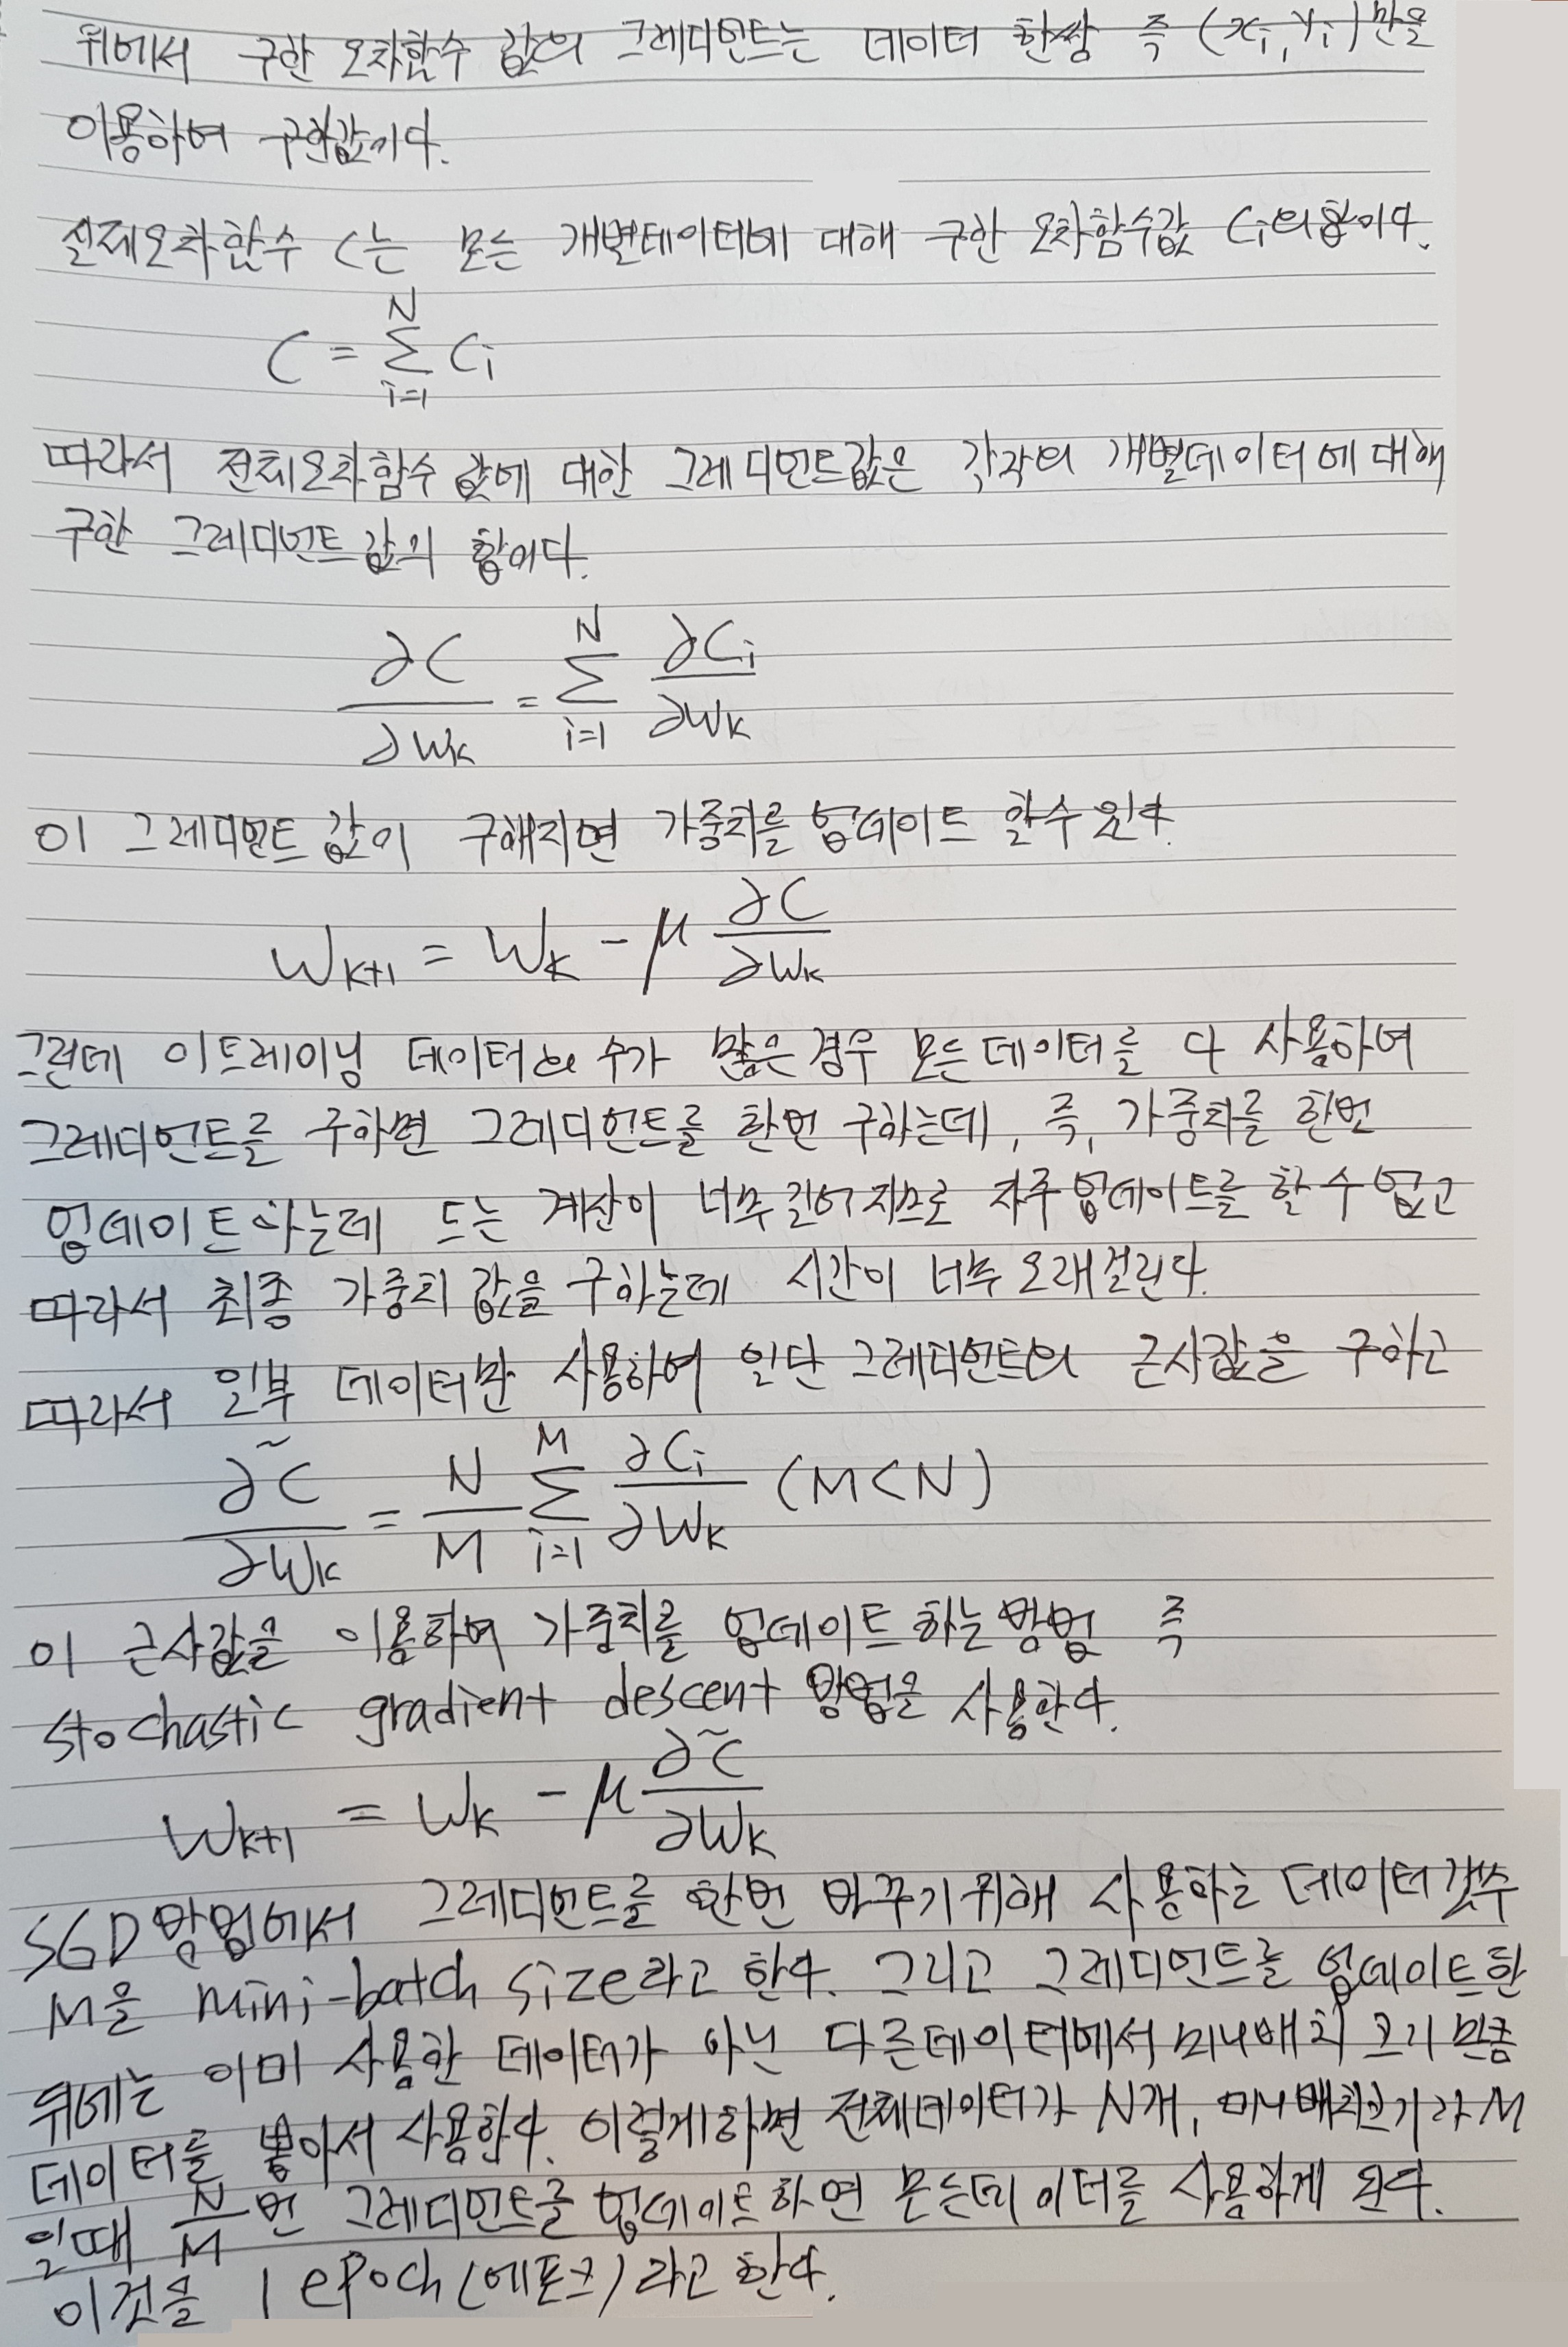 위에서 구한 오차함수 값의 그레디언트는 데이터 한쌍 즉 (xi, yi)만을
이용하여 구한값이다.
전체오차함수 C는 모든 개별데이터에 대해 구한 오차함수값 Ci의 합이다.
C = \sum_{i=1}^{N} C_i
따라서 전체오차함수 값에 대한 그레디언트값은 각각의 개별데이터에 대해
구한 그레디언트 값의 합이다.
\frac{∂C}{∂w_k} = \sum_{i=1}^{N} \frac{∂C_i}{∂w_k}
이 그레디언트 값이 구해지면 가중치를 업데이트 할수 있다.
w_{k+1} = w_k - μ \frac{∂C}{∂w_k}
그런데 이 트레이닝 데이터의 수가 많은 경우 모든 데이터를 다 사용하여
그레디언트를 구하면 그레디언트를 한번 구하는데, 즉, 가중치를 한번
업데이트하는데 드는 계산이 너무 길어지므로 자주 업데이트를 할 수 없고
따라서 최종 가중치 값을 구하는데 시간이 너무 오래 걸린다.
따라서 일부 데이터만 사용하여 일단 그레디언트의 근사값을 구하고
\frac{∂\tilde{C}}{∂w_k} = \frac{N}{M} \sum_{i=1}^{M} \frac{∂C_i}{∂w_k} (M<N)
이 근사값을 이용하여 가중치를 업데이트 하는 방법 즉
stochastic gradient descent 방법을 사용한다.
w_{k+1} = w_k - μ \frac{∂\tilde{C}}{∂w_k}
SGD 방법에서 그레디언트를 한번 바꾸기 위해 사용하는 데이터 갯수
M을 mini-batch size라고 한다. 그리고 그레디언트를 업데이트한
뒤에는 이미 사용한 데이터가 아닌 다른 데이터에서 미니배치 크기 만큼
데이터를 뽑아서 사용한다. 이렇게하면 전체데이터가 N개, 미니배치크기가 M
일때 \frac{N}{M}번 그레디언트를 업데이트하면 모든 데이터를 사용하게 된다.
이것을 1 epoch(에포크)라고 한다.